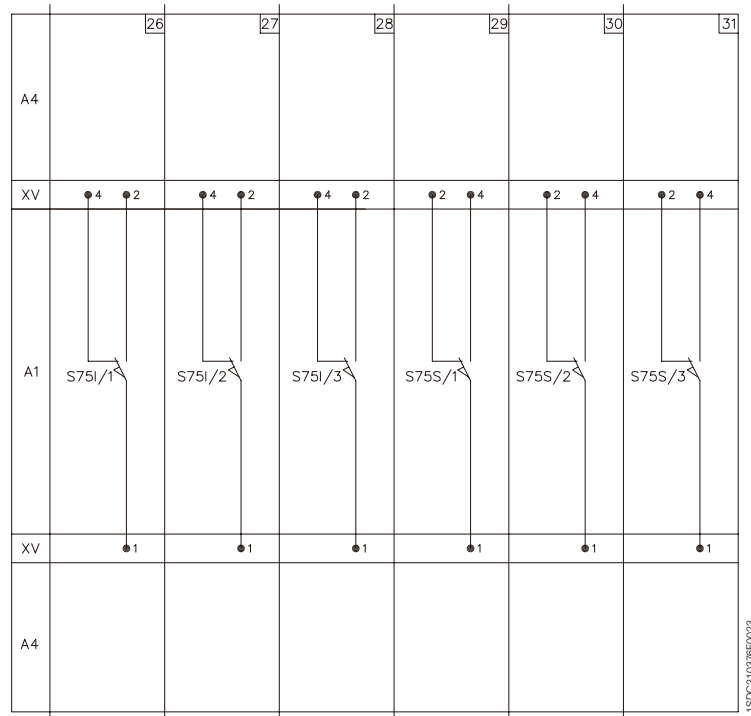 26 27 28 29 30 31
A4
XV 4 2 4 2 4 2 2 4 2 4 2 4
A1 S75I/1 S75I/2 S75I/3 S75S/1 S75S/2 S75S/3
XV 1 1 1 1 1 1
A4
1SDC210376F0023